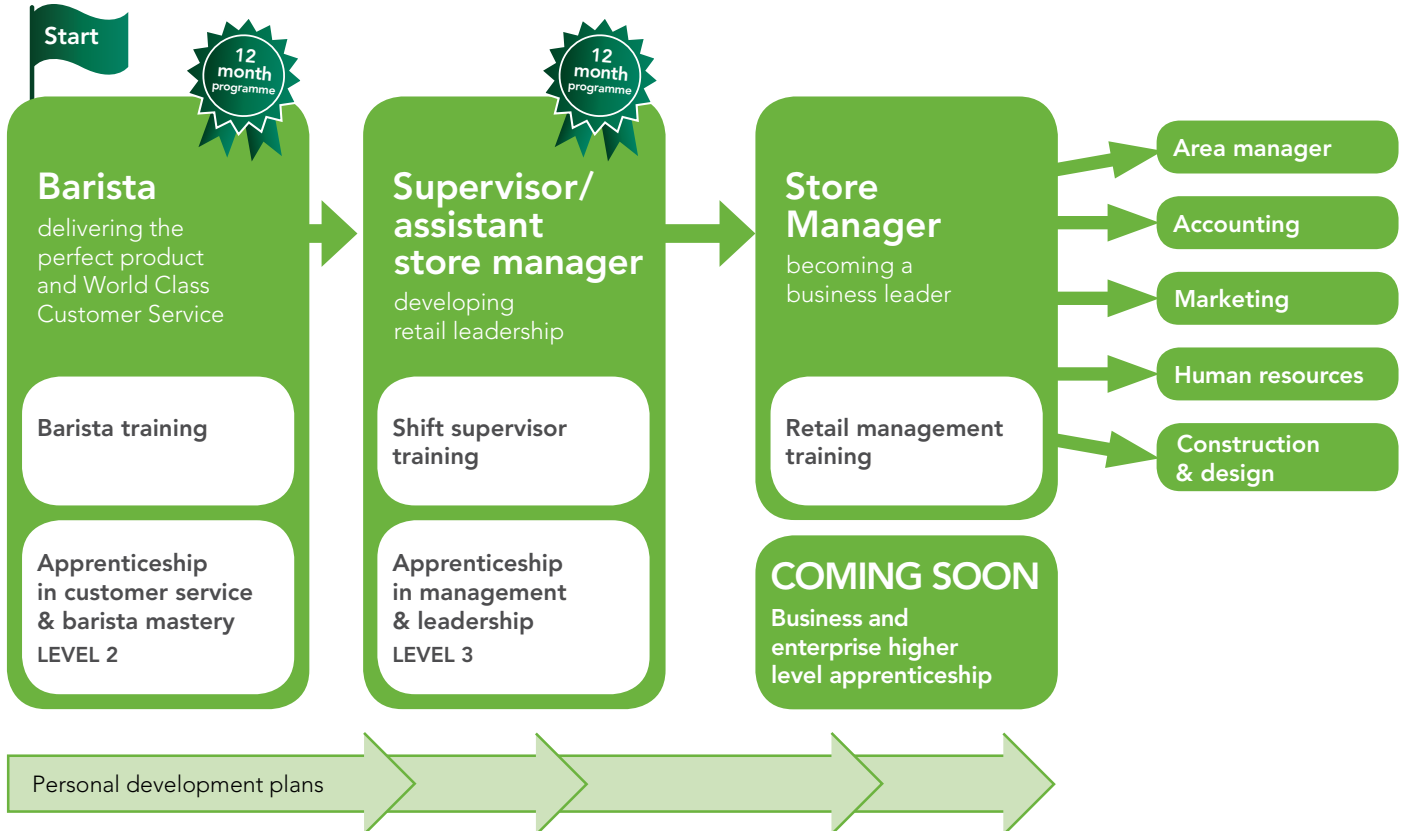 Start
12
month
programme
Barista
delivering the
perfect product
and World Class
Customer Service
Barista training
Apprenticeship
in customer service
& barista mastery
LEVEL 2
12
month
programme
Supervisor/
assistant
store manager
developing
retail leadership
Shift supervisor
training
Apprenticeship
in management
& leadership
LEVEL 3
Store
Manager
becoming a
business leader
Retail management
training
COMING SOON
Business and
enterprise higher
level apprenticeship
Area manager
Accounting
Marketing
Human resources
Construction
& design
Personal development plans